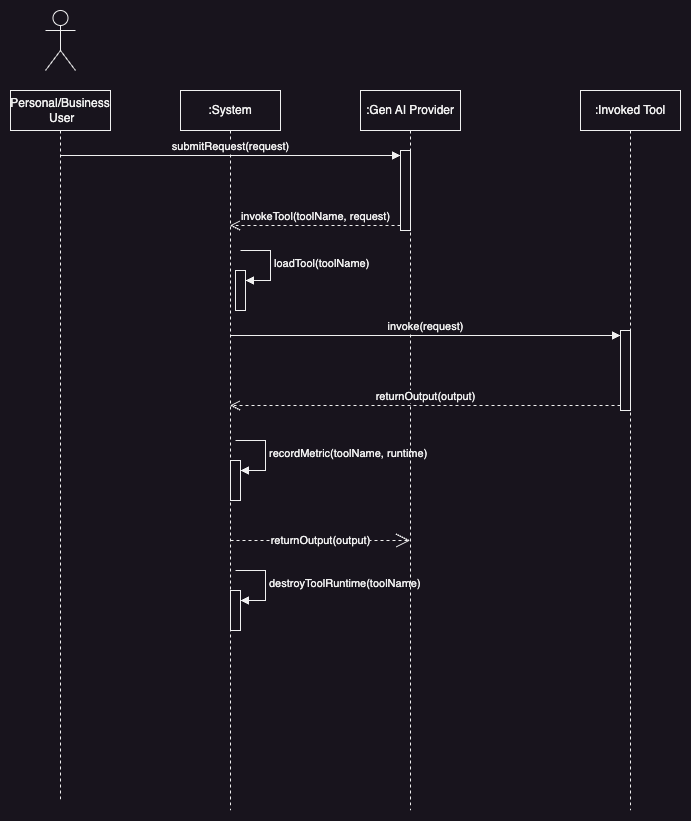 Personal/Business
User
:System
:Gen AI Provider
:Invoked Tool
submitRequest(request)
invokeTool(toolName, request)
loadTool(toolName)
invoke(request)
returnOutput(output)
recordMetric(toolName, runtime)
returnOutput(output)
destroyToolRuntime(toolName)